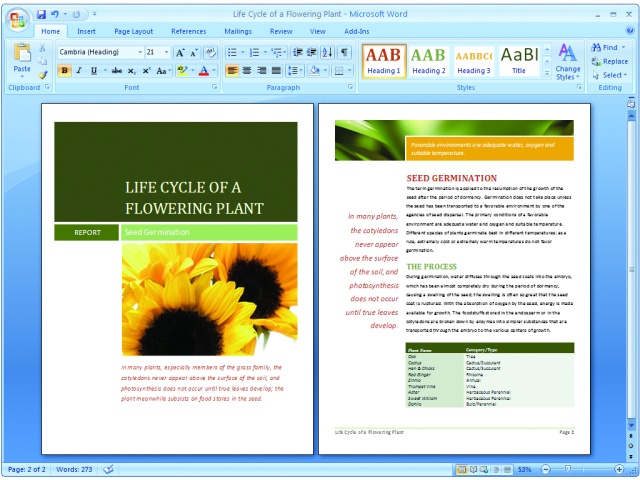 Life Cycle of a Flowering Plant - Microsoft Word
Home Insert Page Layout References Mailings Review View Add-Ins
Cambria (Heading) 21
Paste
B I U abc Aa
AAB AAB AABBC AaBl
Heading 1 Heading 2 Heading 3 Title
Change Styles
Find
Replace
Select
Clipboard Font Paragraph Styles Editing
LIFE CYCLE OF A
FLOWERING PLANT
REPORT Seed Germination
In many plants, especially members of the grass family, the
cotyledons never appear above the surface of the soil, and
photosynthesis does not occur until true leaves develop; the
plant meanwhile subsists on food stores in the seed.
Favorable environments are adequate water, oxygen and
suitable temperature.
SEED GERMINATION
The term germination is applied to the resumption of the growth of the
seed after the period of dormancy. Germination does not take place unless
the seed has been transported to a favorable environment by one of the
agencies of seed dispersal. The primary conditions of a favorable
environment are adequate water and oxygen and suitable temperature.
Different species of plants germinate best in different temperatures; as a
rule, extremely cold or extremely warm temperatures do not favor
germination.
In many plants,
the cotyledons
never appear
above the surface
of the soil, and
photosynthesis
does not occur
until true leaves
develop.
THE PROCESS
During germination, water diffuses through the seed coats into the embryo,
which has been almost completely dry during the period of dormancy,
causing a swelling of the seed; the swelling is often so great that the seed
coat is ruptured. With the absorption of oxygen by the seed, energy is made
available for growth. The foodstuff stored in the endosperm or in the
cotyledons are broken down by enzymes into simpler substances that are
transported through the embryo to the various centers of growth.
Plant Name Category/Type
Oak Tree
Cactus Cactus/Succulent
Hen & Chicks Cactus/Succulent
Red Ginger Rhizome
Zinnia Annual
Trumpet Vine Vine
Aster Herbaceous Perennial
Sweet William Herbaceous Perennial
Dahlia Bulb/Perennial
Life Cycle of a Flowering Plant Page 2
Page: 2 of 2 Words: 273 53%